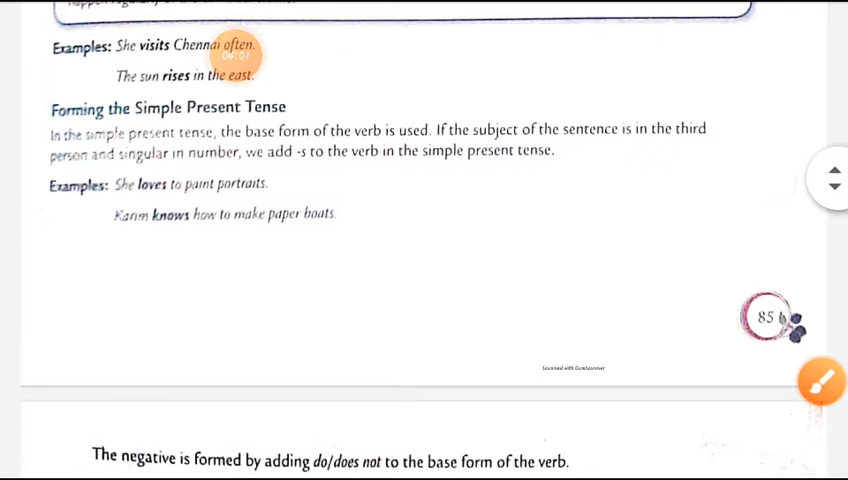 Examples: She visits Chennai often.
The sun rises in the east.
Forming the Simple Present Tense
In the simple present tense, the base form of the verb is used. If the subject of the sentence is in the third
person and singular in number, we add -s to the verb in the simple present tense.
Examples: She loves to paint portraits.
Karim knows how to make paper boats.
85
Scanned with CamScanner
The negative is formed by adding do/does not to the base form of the verb.